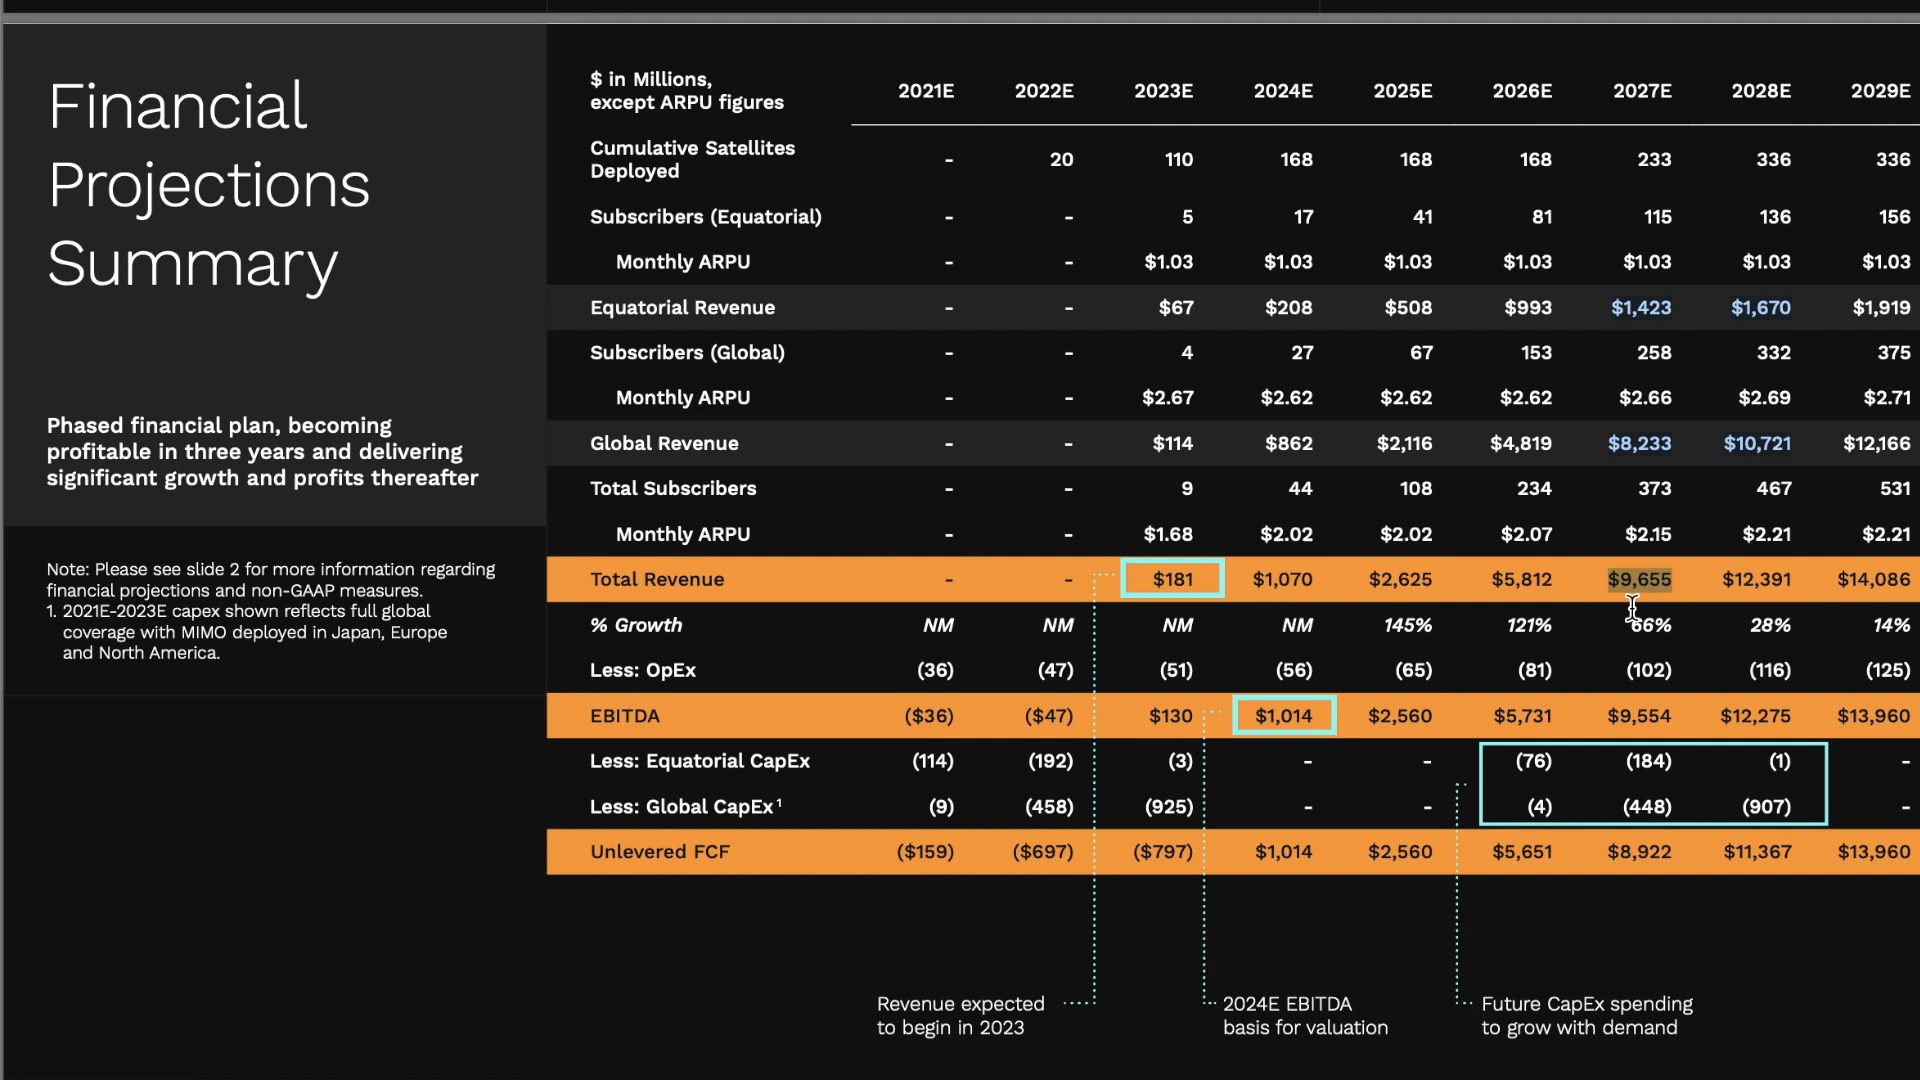 Financial
Projections
Summary
Phased financial plan, becoming
profitable in three years and delivering
significant growth and profits thereafter
Note: Please see slide 2 for more information regarding
financial projections and non-GAAP measures.
1. 2021E-2023E capex shown reflects full global
coverage with MIMO deployed in Japan, Europe
and North America.
$ in Millions,
except ARPU figures 2021E 2022E 2023E 2024E 2025E 2026E 2027E 2028E 2029E
Cumulative Satellites
Deployed - 20 110 168 168 168 233 336 336
Subscribers (Equatorial) - - 5 17 41 81 115 136 156
Monthly ARPU - - $1.03 $1.03 $1.03 $1.03 $1.03 $1.03 $1.03
Equatorial Revenue - - $67 $208 $508 $993 $1,423 $1,670 $1,919
Subscribers (Global) - - 4 27 67 153 258 332 375
Monthly ARPU - - $2.67 $2.62 $2.62 $2.62 $2.66 $2.69 $2.71
Global Revenue - - $114 $862 $2,116 $4,819 $8,233 $10,721 $12,166
Total Subscribers - - 9 44 108 234 373 467 531
Monthly ARPU - - $1.68 $2.02 $2.02 $2.07 $2.15 $2.21 $2.21
Total Revenue - - $181 $1,070 $2,625 $5,812 $9,655 $12,391 $14,086
% Growth NM NM NM NM 145% 121% 66% 28% 14%
Less: OpEx (36) (47) (51) (56) (65) (81) (102) (116) (125)
EBITDA ($36) ($47) $130 $1,014 $2,560 $5,731 $9,554 $12,275 $13,960
Less: Equatorial CapEx (114) (192) (3) - - (76) (184) (1) -
Less: Global CapEx¹ (9) (458) (925) - - (4) (448) (907) -
Unlevered FCF ($159) ($697) ($797) $1,014 $2,560 $5,651 $8,922 $11,367 $13,960
Revenue expected
to begin in 2023
2024E EBITDA
basis for valuation
Future CapEx spending
to grow with demand